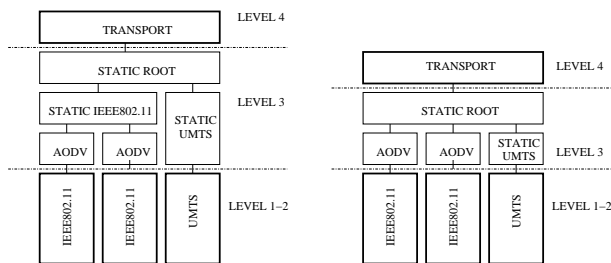 TRANSPORT
LEVEL 4
STATIC ROOT
STATIC IEEE802.11
STATIC
UMTS
LEVEL 3
AODV
AODV
IEEE802.11
IEEE802.11
UMTS
LEVEL 1–2
TRANSPORT
LEVEL 4
STATIC ROOT
AODV
AODV
STATIC
UMTS
LEVEL 3
IEEE802.11
IEEE802.11
UMTS
LEVEL 1–2